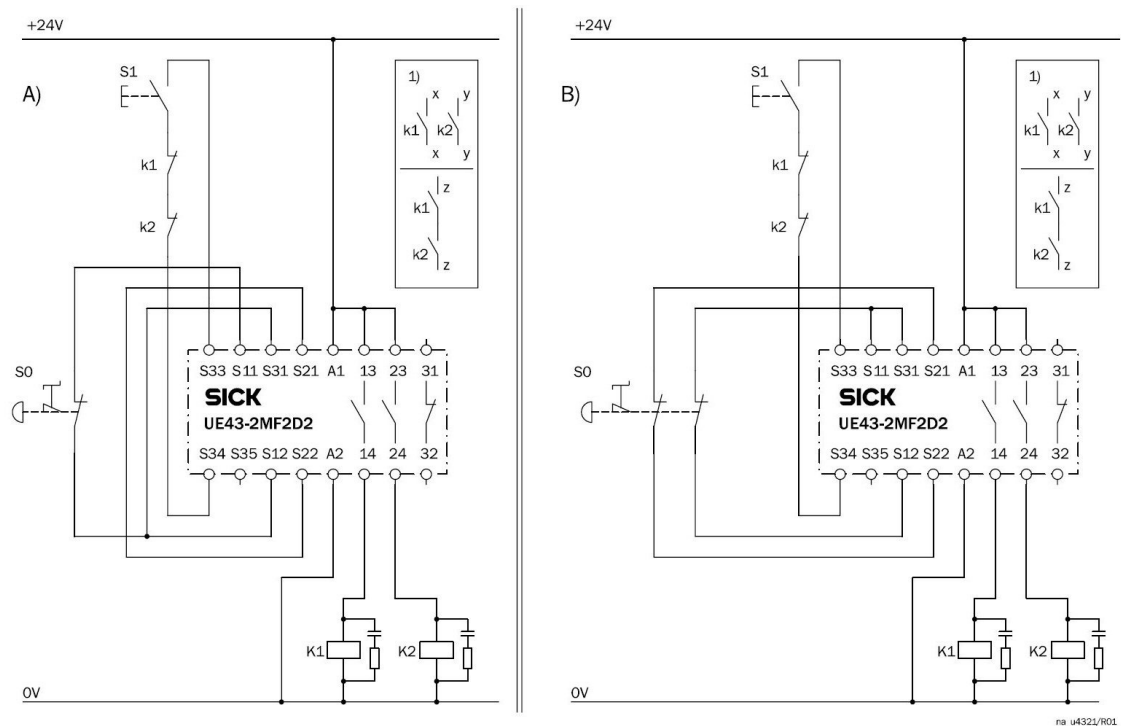 +24V
A)
S1
k1
k2
1)
x y
k1 k2
x y
z
k1
k2
z
S0
S33 S11 S31 S21 A1 13 23 31
SICK
UE43-2MF2D2
S34 S35 S12 S22 A2 14 24 32
K1 K2
0V
+24V
B)
S1
k1
k2
1)
x y
k1 k2
x y
z
k1
k2
z
S0
S33 S11 S31 S21 A1 13 23 31
SICK
UE43-2MF2D2
S34 S35 S12 S22 A2 14 24 32
K1 K2
0V
na u4321/R01